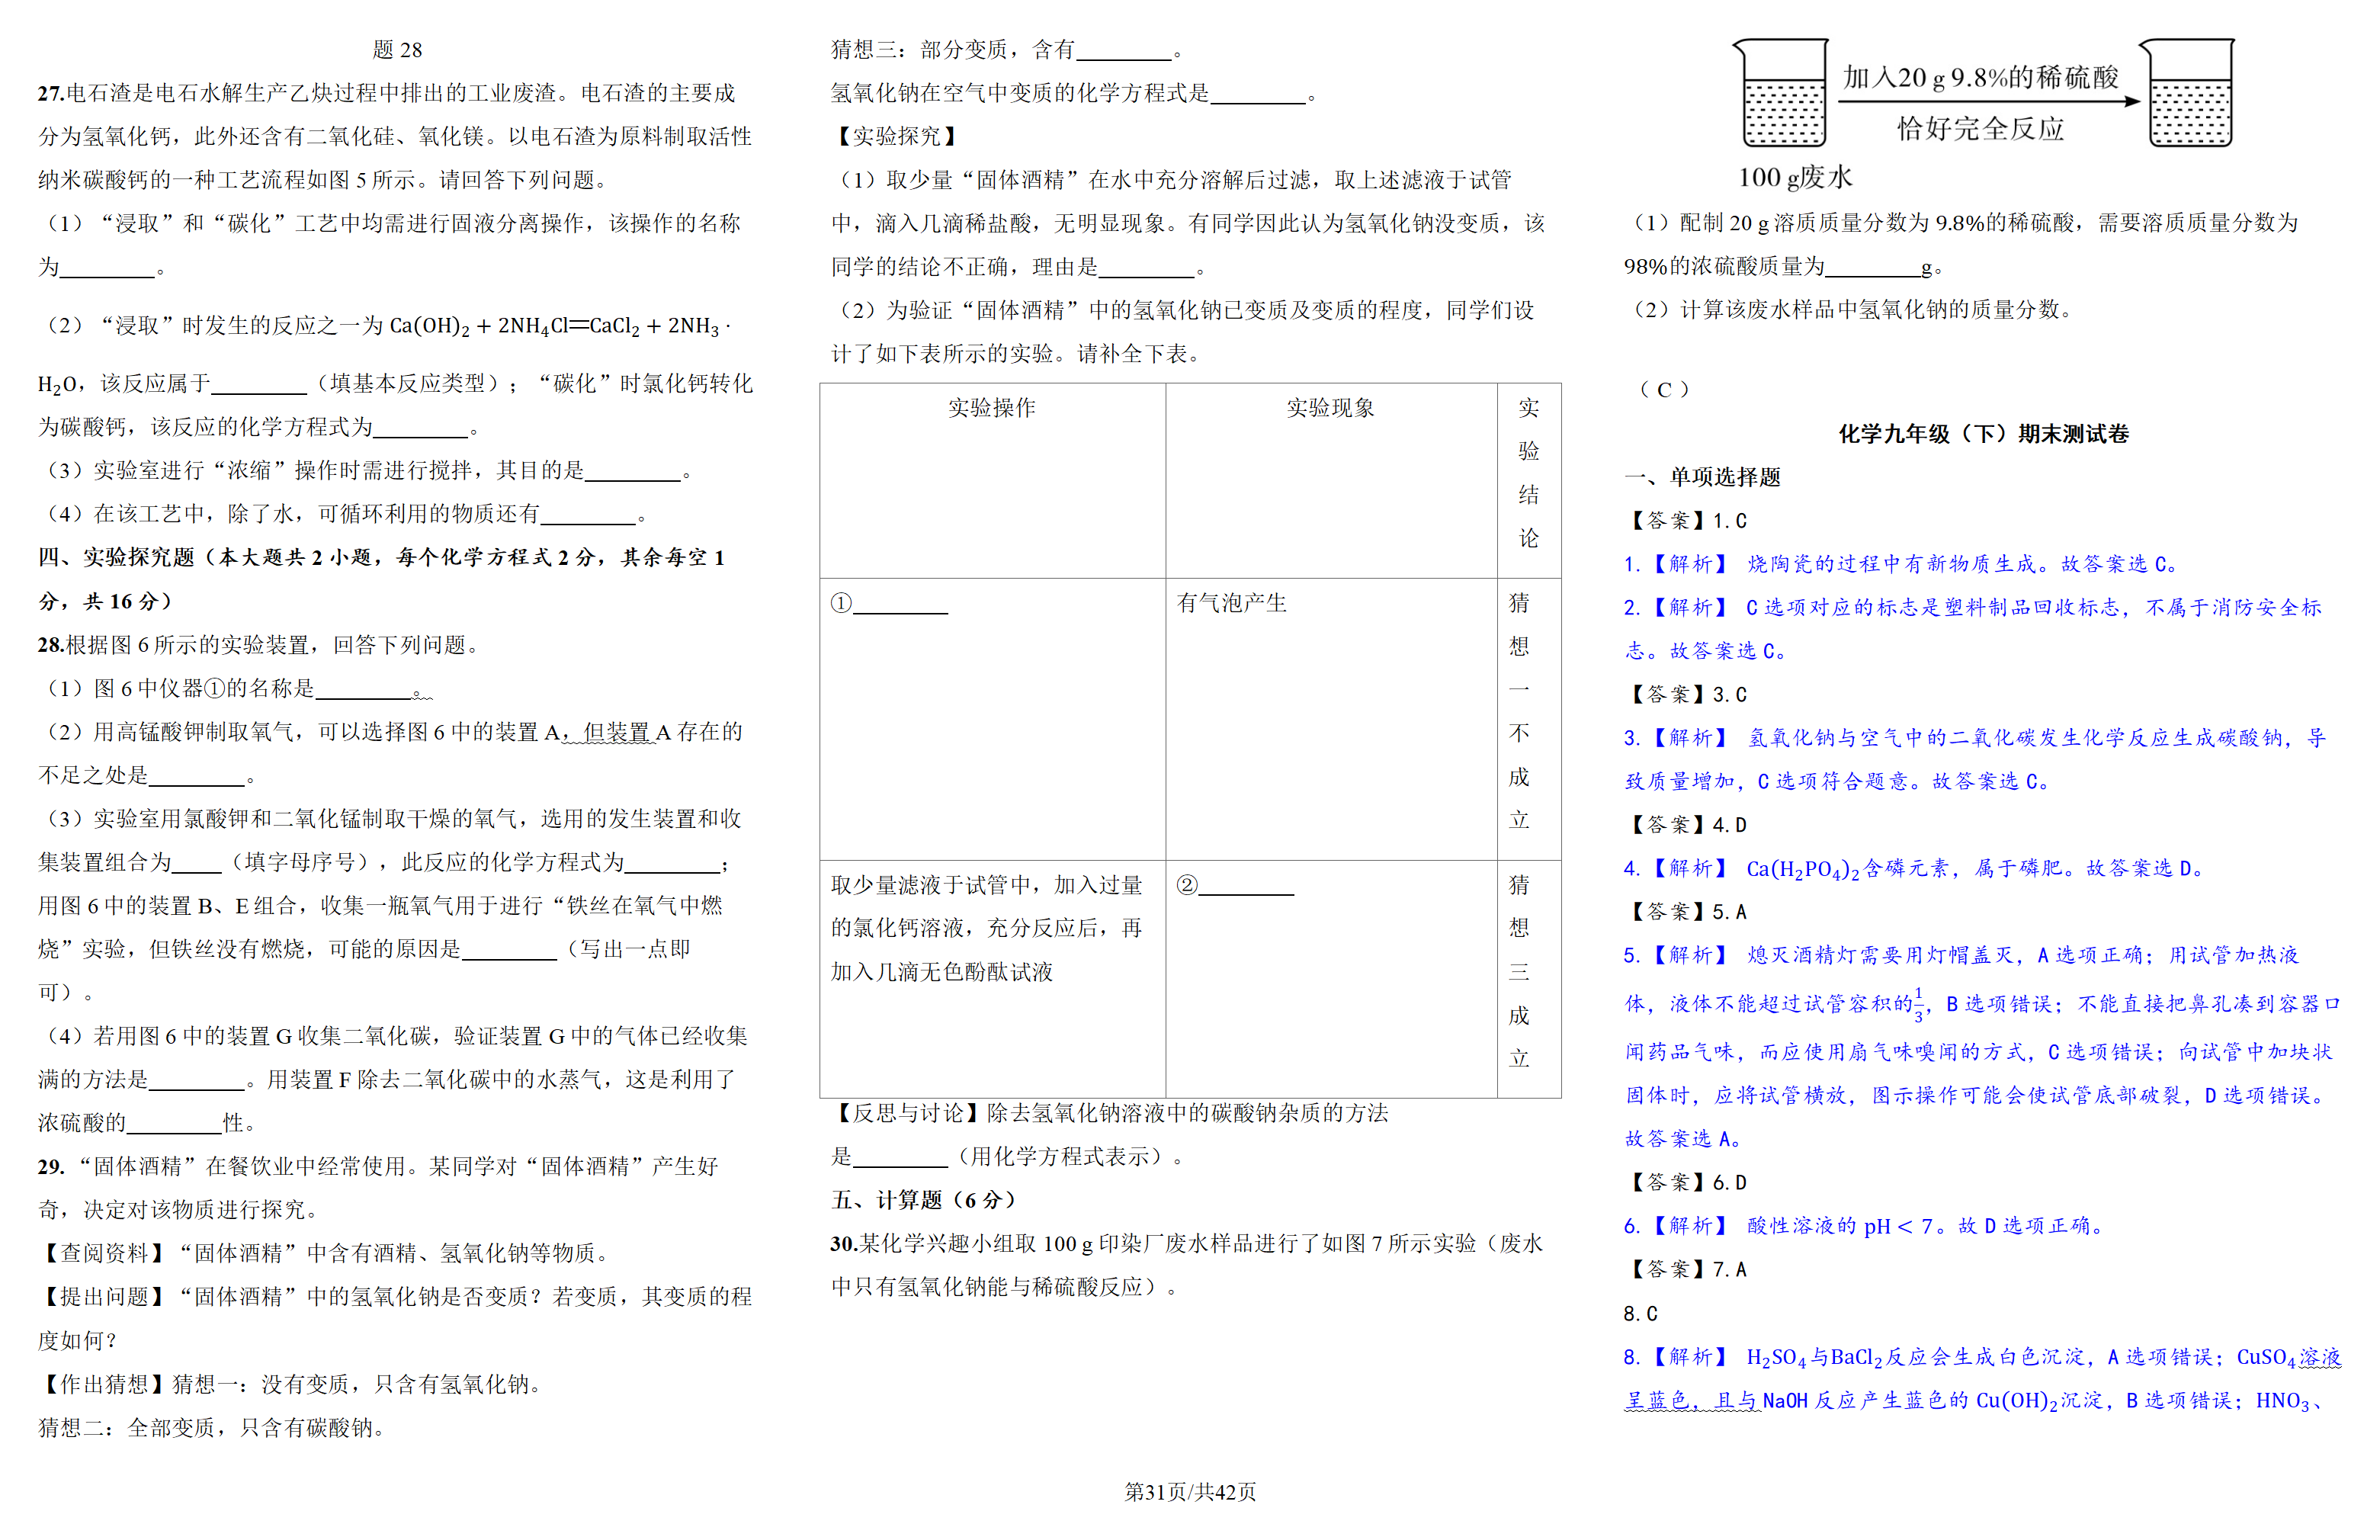 题 28
27.电石渣是电石水解生产乙炔过程中排出的工业废渣。电石渣的主要成
分为氢氧化钙，此外还含有二氧化硅、氧化镁。以电石渣为原料制取活性
纳米碳酸钙的一种工艺流程如图 5 所示。请回答下列问题。
（1）“浸取”和“碳化”工艺中均需进行固液分离操作，该操作的名称
为________。
（2）“浸取”时发生的反应之一为 Ca(OH)₂ + 2NH₄Cl══CaCl₂ + 2NH₃ ·
H₂O，该反应属于________（填基本反应类型）；“碳化”时氯化钙转化
为碳酸钙，该反应的化学方程式为________。
（3）实验室进行“浓缩”操作时需进行搅拌，其目的是________。
（4）在该工艺中，除了水，可循环利用的物质还有________。
四、实验探究题（本大题共 2 小题，每个化学方程式 2 分，其余每空 1
分，共 16 分）
28.根据图 6 所示的实验装置，回答下列问题。
（1）图 6 中仪器①的名称是________。
（2）用高锰酸钾制取氧气，可以选择图 6 中的装置 A，但装置 A 存在的
不足之处是________。
（3）实验室用氯酸钾和二氧化锰制取干燥的氧气，选用的发生装置和收
集装置组合为____（填字母序号），此反应的化学方程式为________；
用图 6 中的装置 B、E 组合，收集一瓶氧气用于进行“铁丝在氧气中燃
烧”实验，但铁丝没有燃烧，可能的原因是________（写出一点即
可）。
（4）若用图 6 中的装置 G 收集二氧化碳，验证装置 G 中的气体已经收集
满的方法是________。用装置 F 除去二氧化碳中的水蒸气，这是利用了
浓硫酸的________性。
29. “固体酒精”在餐饮业中经常使用。某同学对“固体酒精”产生好
奇，决定对该物质进行探究。
【查阅资料】“固体酒精”中含有酒精、氢氧化钠等物质。
【提出问题】“固体酒精”中的氢氧化钠是否变质？若变质，其变质的程
度如何？
【作出猜想】猜想一：没有变质，只含有氢氧化钠。
猜想二：全部变质，只含有碳酸钠。
猜想三：部分变质，含有________。
氢氧化钠在空气中变质的化学方程式是________。
【实验探究】
（1）取少量“固体酒精”在水中充分溶解后过滤，取上述滤液于试管
中，滴入几滴稀盐酸，无明显现象。有同学因此认为氢氧化钠没变质，该
同学的结论不正确，理由是________。
（2）为验证“固体酒精”中的氢氧化钠已变质及变质的程度，同学们设
计了如下表所示的实验。请补全下表。
实验操作
实验现象
实
验
结
论
①________
有气泡产生
猜
想
一
不
成
立
取少量滤液于试管中，加入过量
的氯化钙溶液，充分反应后，再
加入几滴无色酚酞试液
②________
猜
想
三
成
立
【反思与讨论】除去氢氧化钠溶液中的碳酸钠杂质的方法
是________（用化学方程式表示）。
五、计算题（6 分）
30.某化学兴趣小组取 100 g 印染厂废水样品进行了如图 7 所示实验（废水
中只有氢氧化钠能与稀硫酸反应）。
加入20 g 9.8%的稀硫酸
恰好完全反应
100 g废水
（1）配制 20 g 溶质质量分数为 9.8%的稀硫酸，需要溶质质量分数为
98%的浓硫酸质量为________g。
（2）计算该废水样品中氢氧化钠的质量分数。
（ C ）
化学九年级（下）期末测试卷
一、单项选择题
【答案】1.C
1.【解析】 烧陶瓷的过程中有新物质生成。故答案选 C。
2.【解析】 C 选项对应的标志是塑料制品回收标志，不属于消防安全标
志。故答案选 C。
【答案】3.C
3.【解析】 氢氧化钠与空气中的二氧化碳发生化学反应生成碳酸钠，导
致质量增加，C 选项符合题意。故答案选 C。
【答案】4.D
4.【解析】 Ca(H₂PO₄)₂含磷元素，属于磷肥。故答案选 D。
【答案】5.A
5.【解析】 熄灭酒精灯需要用灯帽盖灭，A 选项正确；用试管加热液
体，液体不能超过试管容积的1/3，B 选项错误；不能直接把鼻孔凑到容器口
闻药品气味，而应使用扇气味嗅闻的方式，C 选项错误；向试管中加块状
固体时，应将试管横放，图示操作可能会使试管底部破裂，D 选项错误。
故答案选 A。
【答案】6.D
6.【解析】 酸性溶液的 pH < 7。故 D 选项正确。
【答案】7.A
8.C
8.【解析】 H₂SO₄与BaCl₂反应会生成白色沉淀，A 选项错误；CuSO₄溶液
呈蓝色，且与 NaOH 反应产生蓝色的 Cu(OH)₂沉淀，B 选项错误；HNO₃、
第31页/共42页